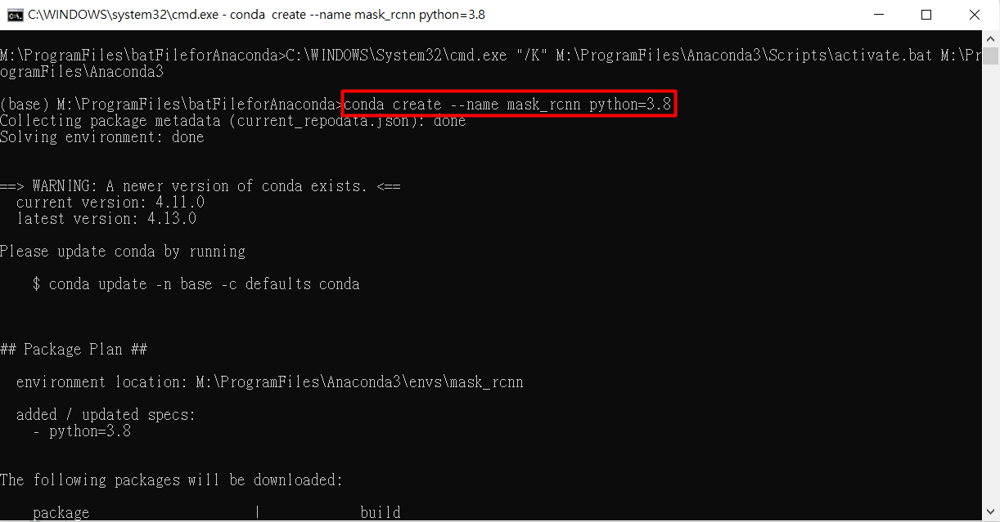 C:\WINDOWS\system32\cmd.exe - conda  create --name mask_rcnn python=3.8
M:\ProgramFiles\batFileforAnaconda>C:\WINDOWS\System32\cmd.exe "/K" M:\ProgramFiles\Anaconda3\Scripts\activate.bat M:\Pr
ogramFiles\Anaconda3
(base) M:\ProgramFiles\batFileforAnaconda>conda create --name mask_rcnn python=3.8
Collecting package metadata (current_repodata.json): done
Solving environment: done
==> WARNING: A newer version of conda exists. <==
  current version: 4.11.0
  latest version: 4.13.0
Please update conda by running
    $ conda update -n base -c defaults conda
## Package Plan ##
  environment location: M:\ProgramFiles\Anaconda3\envs\mask_rcnn
  added / updated specs:
    - python=3.8
The following packages will be downloaded:
    package                    |            build